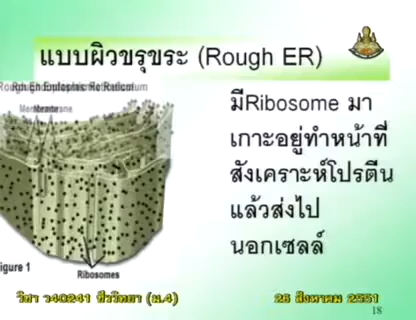 แบบผิวขรุขระ (Rough ER)
Rough Endoplasmic Reticulum
Membrane
มีRibosome มา
เกาะอยู่ทำหน้าที่
สังเคราะห์โปรตีน
แล้วส่งไป
นอกเซลล์
igure 1
Ribosomes
วิชา ว40241 ชีววิทยา (ม.4)
28 สิงหาคม 2551
18